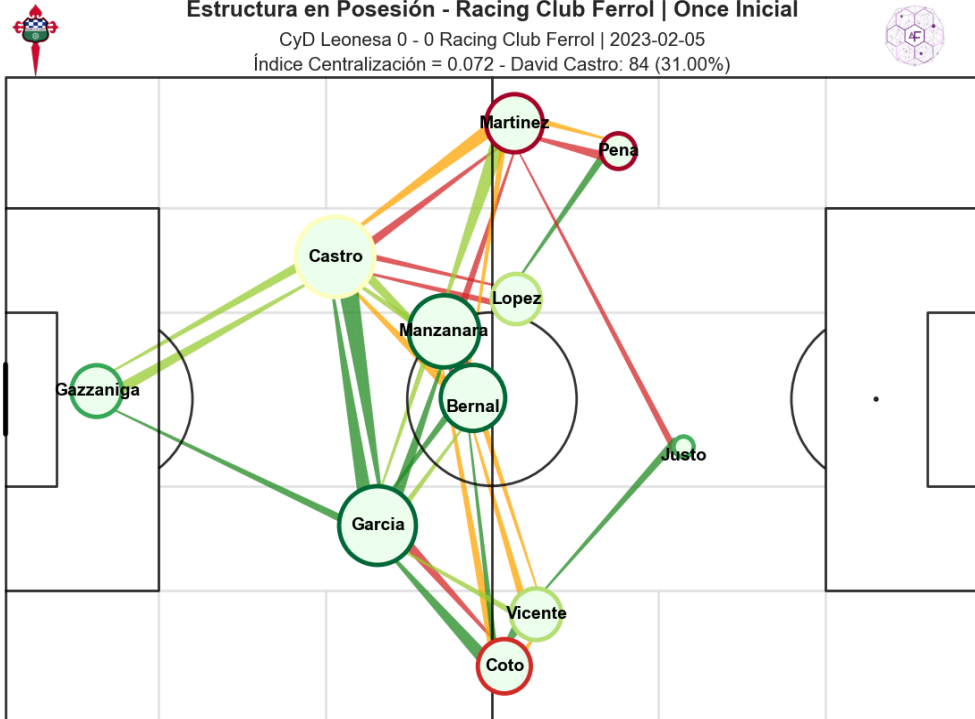 Estructura en Posesión - Racing Club Ferrol | Once Inicial
CyD Leonesa 0 - 0 Racing Club Ferrol | 2023-02-05
Índice Centralización = 0.072 - David Castro: 84 (31.00%)
AF
Martinez
Pena
Castro
Lopez
Manzanara
Gazzaniga
Bernal
Justo
Garcia
Vicente
Coto